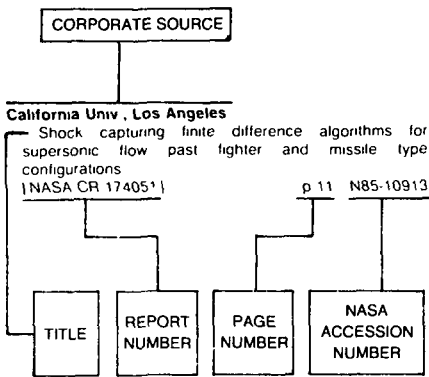 CORPORATE SOURCE
California Univ , Los Angeles
Shock capturing finite difference algorithms for
supersonic flow past fighter and missile type
configurations
[NASA CR 174051] p 11 N85-10913
TITLE
REPORT
NUMBER
PAGE
NUMBER
NASA
ACCESSION
NUMBER